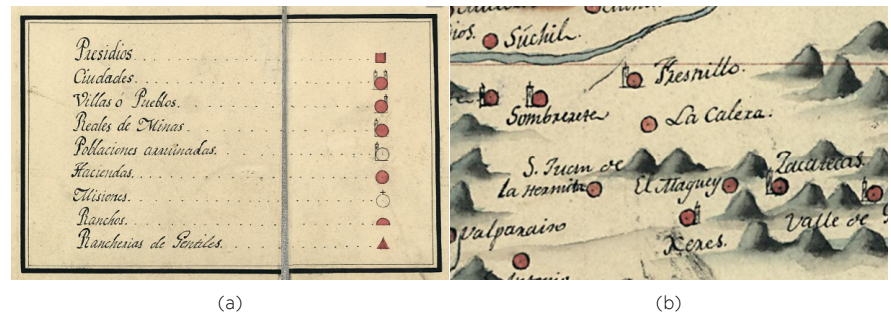 Presidios
Ciudades
Villas ó Pueblos.
Reales de Minas.
Poblaciones arruinadas.
Haciendas.
Misiones.
Ranchos.
Rancherias de Gentiles.
Súchil.
Fresnillo.
Sombrerete
La Calera.
S. Juan de
la Hermita
El Maguey
Zacatecas.
Valparaiso
Xeres.
Valle de
(a)
(b)